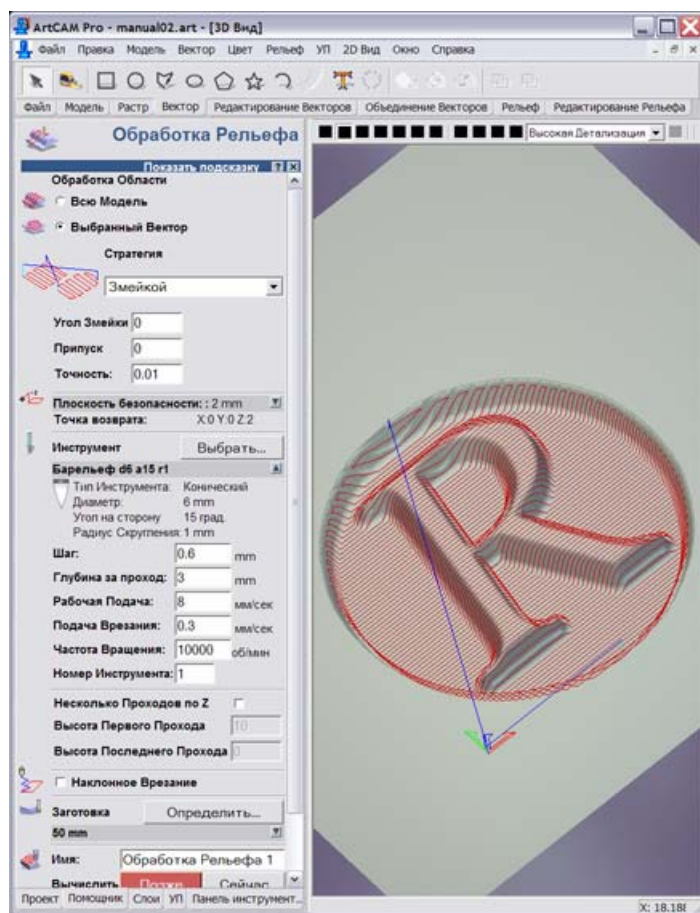 ArtCAM Pro - manual02.art - [3D Вид]
Файл Правка Модель Вектор Цвет Рельеф УП 2D Вид Окно Справка
Файл Модель Растр Вектор Редактирование Векторов Объединение Векторов Рельеф Редактирование Рельефа
Обработка Рельефа
Высокая Детализация
Показать подсказку
Обработка Области
Всю Модель
Выбранный Вектор
Стратегия
Змейкой
Угол Змейки 0
Припуск 0
Точность: 0.01
Плоскость безопасности: : 2 mm
Точка возврата: X:0 Y:0 Z:2
Инструмент Выбрать...
Барельеф d6 a15 r1
Тип Инструмента: Конический
Диаметр: 6 mm
Угол на сторону 15 град.
Радиус Скругления: 1 mm
Шаг: 0.6 mm
Глубина за проход: 3 mm
Рабочая Подача: 8 мм/сек
Подача Врезания: 0.3 мм/сек
Частота Вращения: 10000 об/мин
Номер Инструмента: 1
Несколько Проходов по Z
Высота Первого Прохода 10
Высота Последнего Прохода 0
Наклонное Врезание
Заготовка Определить...
50 mm
Имя: Обработка Рельефа 1
Вычислить Позже Сейчас
Проект Помощник Слои УП Панель инструмент...
X: 18.188
R